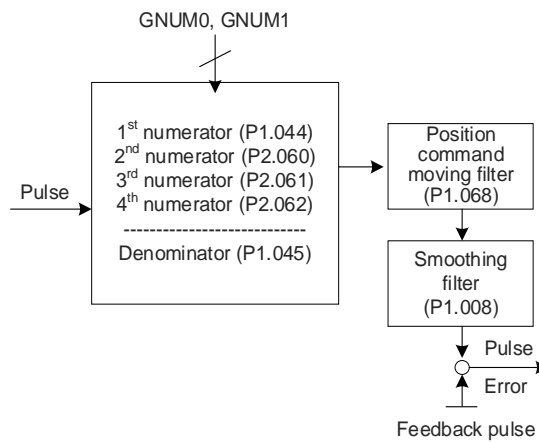 GNUM0, GNUM1
1st numerator (P1.044)
2nd numerator (P2.060)
3rd numerator (P2.061)
4th numerator (P2.062)
----------------------------
Denominator (P1.045)
Pulse
Position
command
moving filter
(P1.068)
Smoothing
filter
(P1.008)
Pulse
Error
Feedback pulse